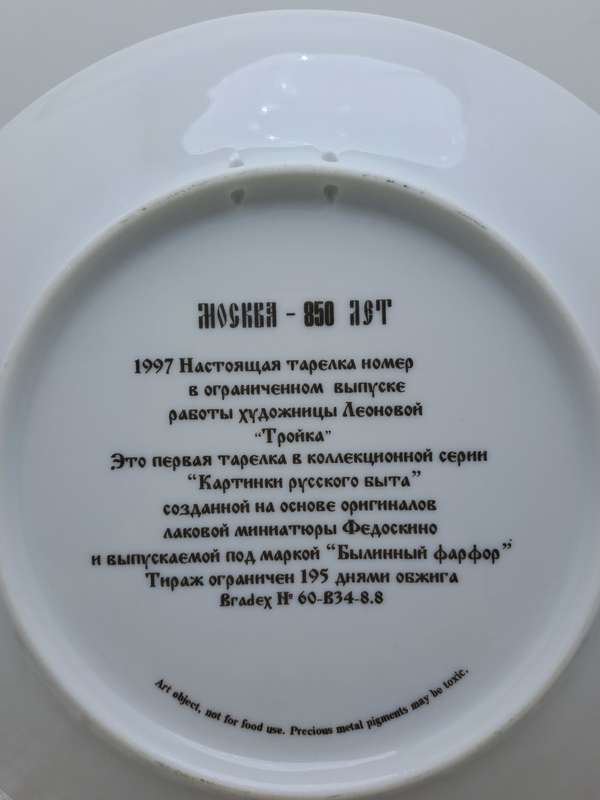 МОСКВА - 850 ЛЕТ
1997 Настоящая тарелка номер
в ограниченном выпуске
работы художницы Леоновой
"Тройка"
Это первая тарелка в коллекционной серии
"Картинки русского быта"
созданной на основе оригиналов
лаковой миниатюры Федоскино
и выпускаемой под маркой "Былинный фарфор"
Тираж ограничен 195 днями обжига
Bradex № 60-B34-8.8
Art object, not for food use. Precious metal pigments may be toxic.